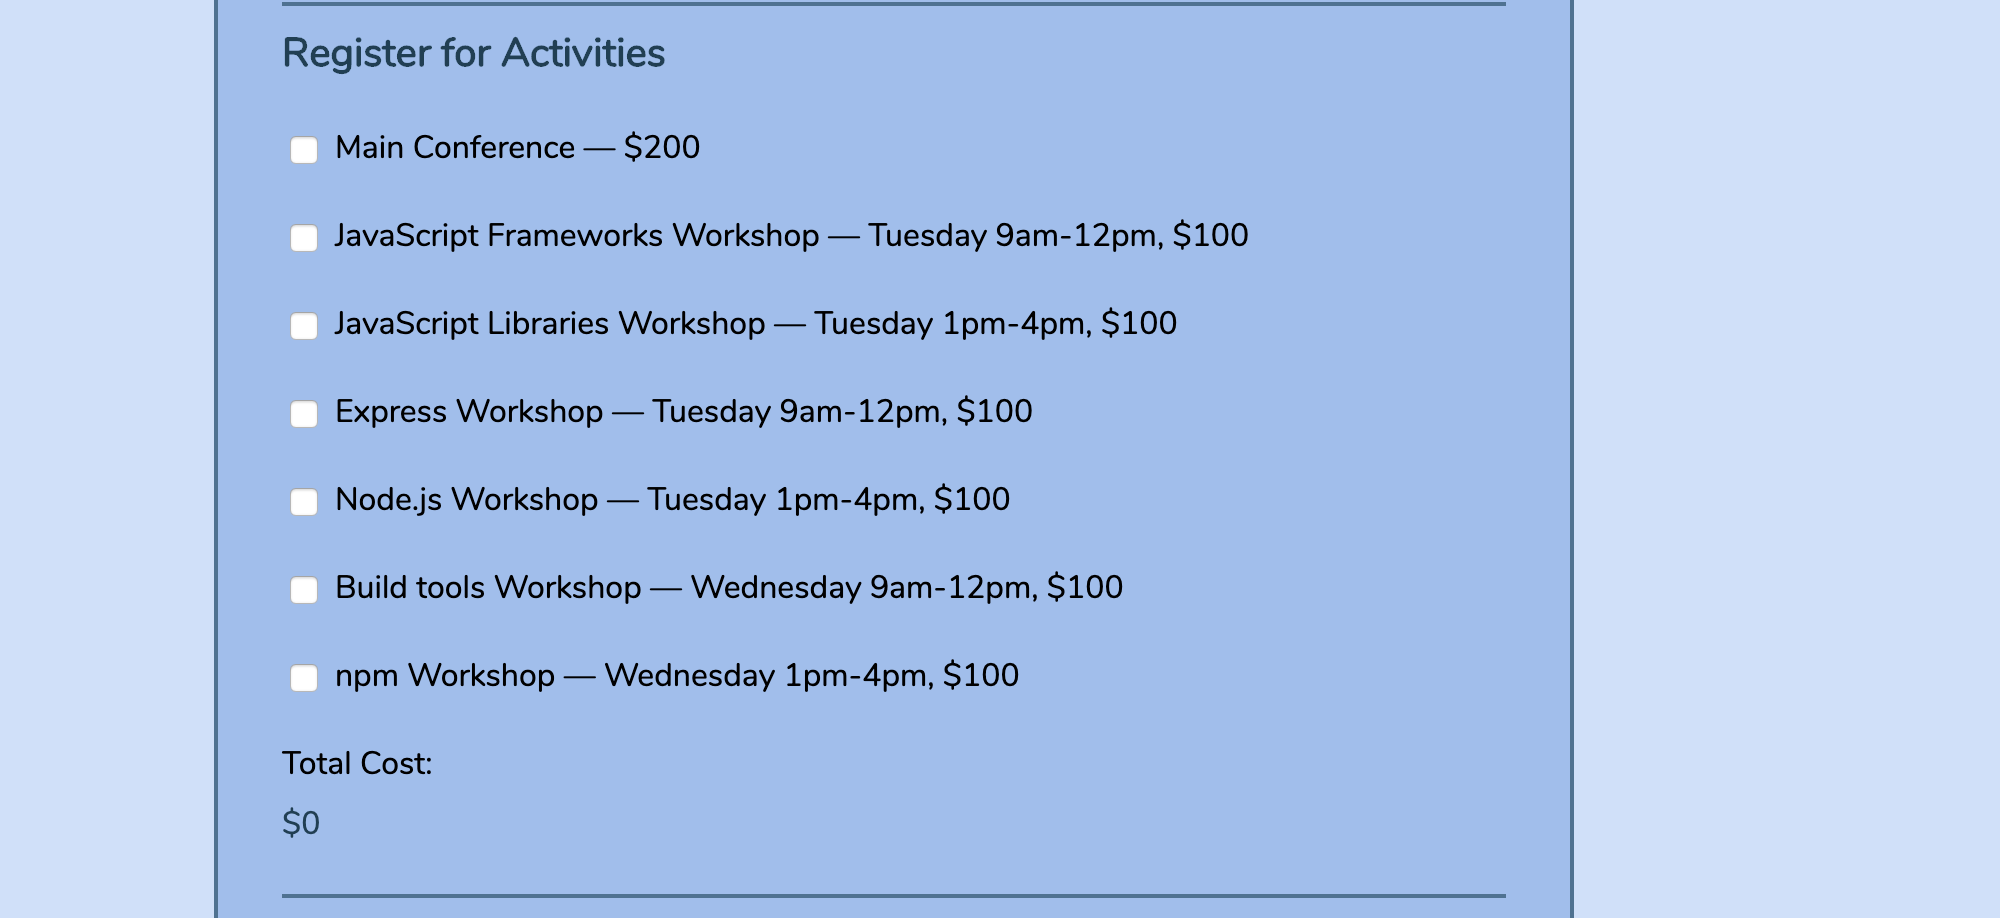 Register for Activities
Main Conference — $200
JavaScript Frameworks Workshop — Tuesday 9am-12pm, $100
JavaScript Libraries Workshop — Tuesday 1pm-4pm, $100
Express Workshop — Tuesday 9am-12pm, $100
Node.js Workshop — Tuesday 1pm-4pm, $100
Build tools Workshop — Wednesday 9am-12pm, $100
npm Workshop — Wednesday 1pm-4pm, $100
Total Cost:
$0